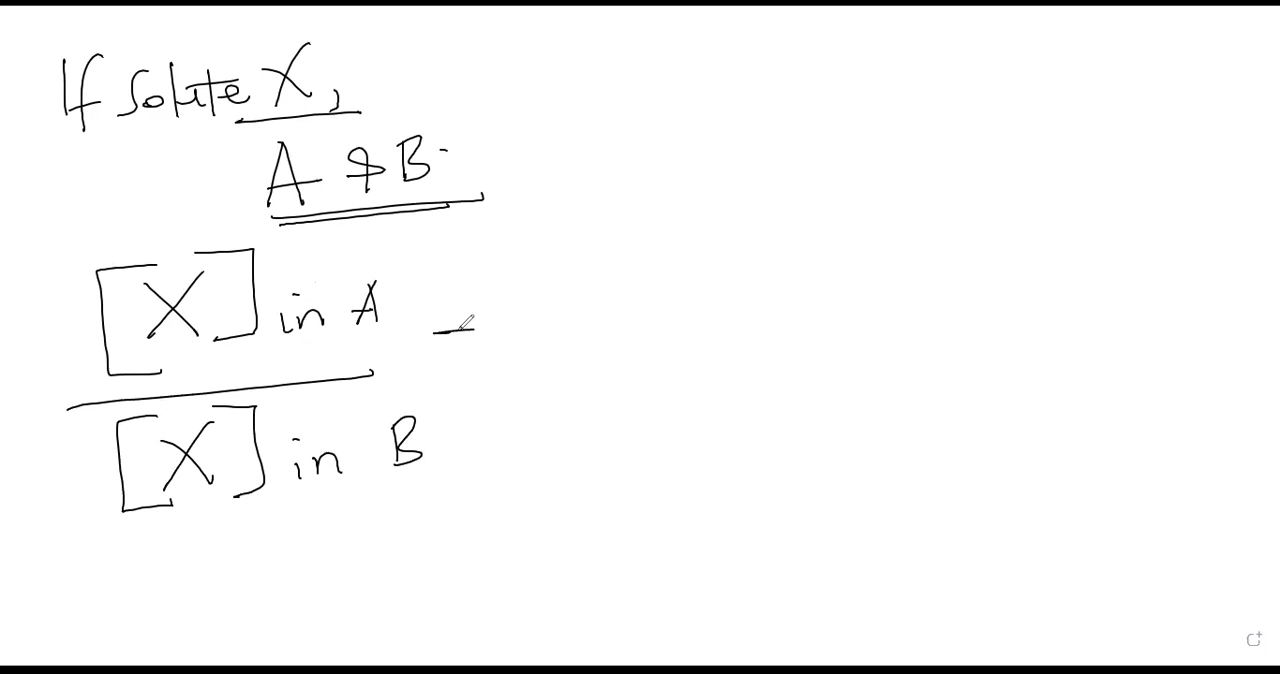 If Solute X,
A & B.
[X] in A
[X] in B